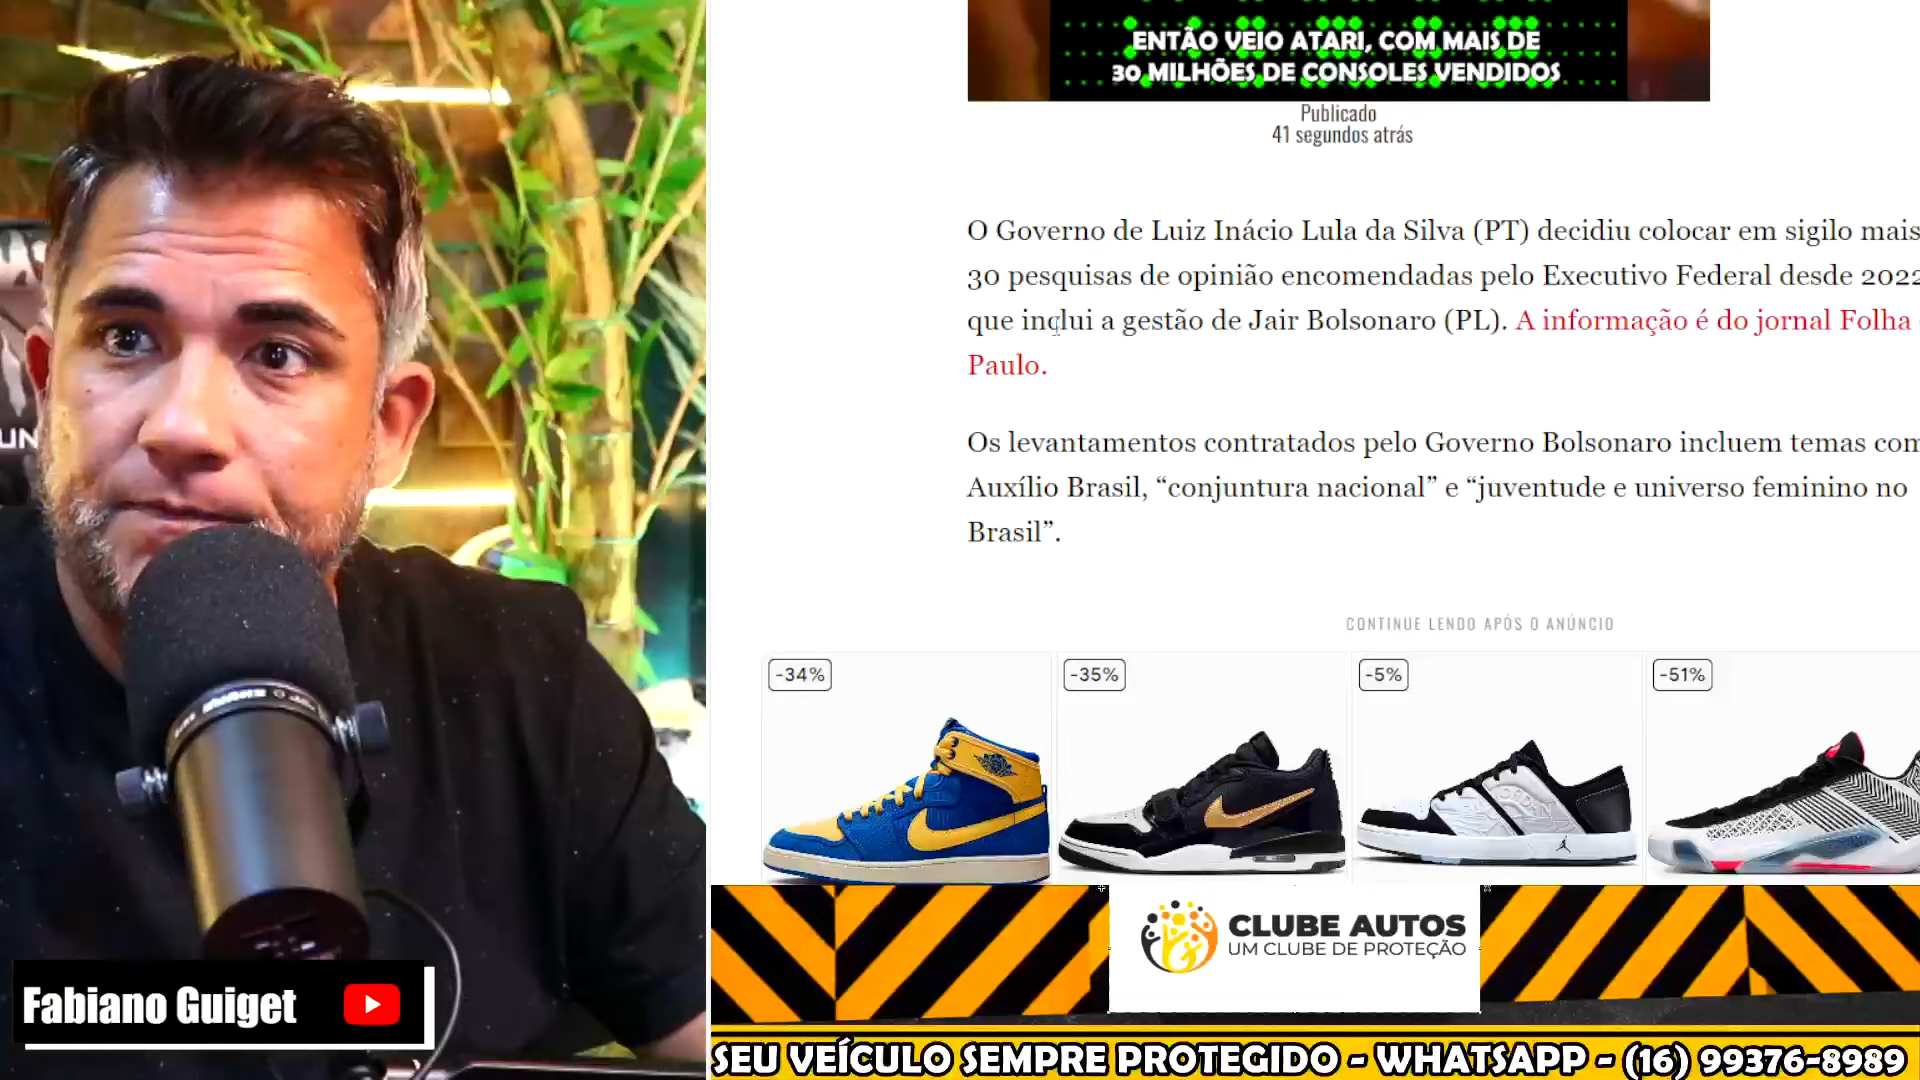 ENTÃO VEIO ATARI, COM MAIS DE
30 MILHÕES DE CONSOLES VENDIDOS
Publicado
41 segundos atrás
O Governo de Luiz Inácio Lula da Silva (PT) decidiu colocar em sigilo mais
30 pesquisas de opinião encomendadas pelo Executivo Federal desde 2022
que inclui a gestão de Jair Bolsonaro (PL). A informação é do jornal Folha
Paulo.
Os levantamentos contratados pelo Governo Bolsonaro incluem temas com
Auxílio Brasil, “conjuntura nacional” e “juventude e universo feminino no
Brasil”.
CONTINUE LENDO APÓS O ANÚNCIO
-34%
-35%
-5%
-51%
CLUBE AUTOS
UM CLUBE DE PROTEÇÃO
Fabiano Guiget
SEU VEÍCULO SEMPRE PROTEGIDO - WHATSAPP - (16) 99376-8989